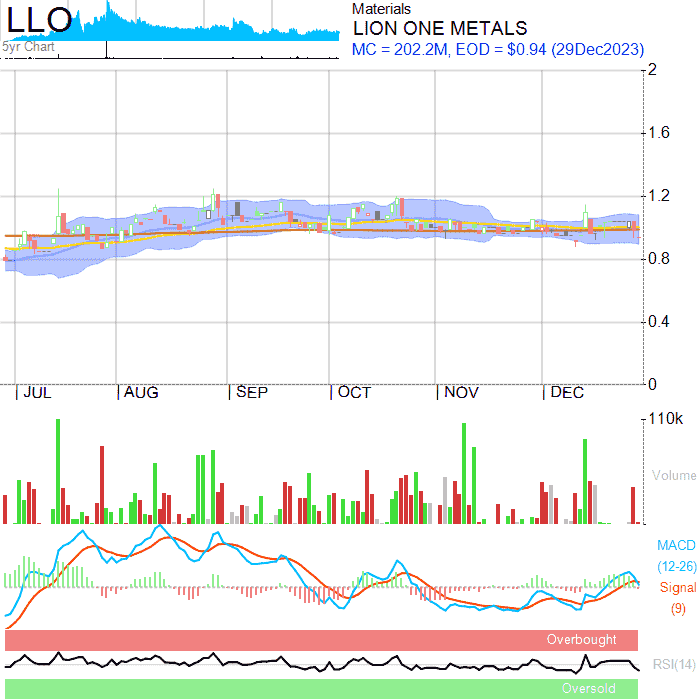 LLO
5yr Chart
Materials
LION ONE METALS
MC = 202.2M, EOD = $0.94 (29Dec2023)
2
1.6
1.2
0.8
0.4
0
JUL AUG SEP OCT NOV DEC
110k
Volume
MACD
(12-26)
Signal
(9)
Overbought
RSI(14)
Oversold